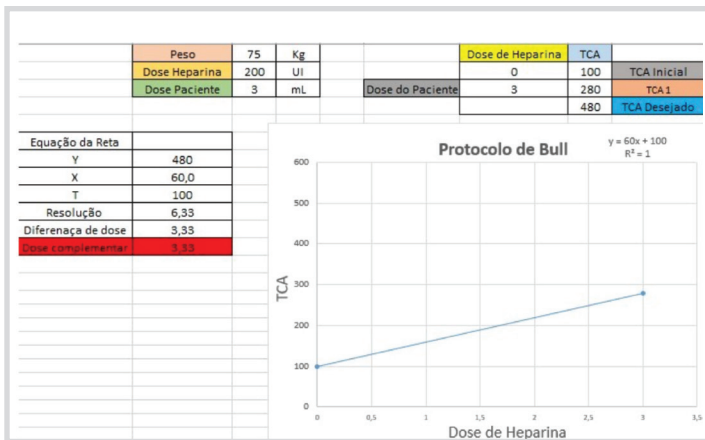 Peso 75 Kg
Dose Heparina 200 UI
Dose Paciente 3 mL
Dose de Heparina TCA
0 100 TCA Inicial
Dose do Paciente 3 280 TCA 1
480 TCA Desejado
Equação da Reta
Y 480
X 60,0
T 100
Resolução 6,33
Diferenaça de dose 3,33
Dose complementar 3,33
Protocolo de Bull
y = 60x + 100
R² = 1
600
500
400
300
200
100
0
TCA
0 0,5 1 1,5 2 2,5 3 3,5
Dose de Heparina